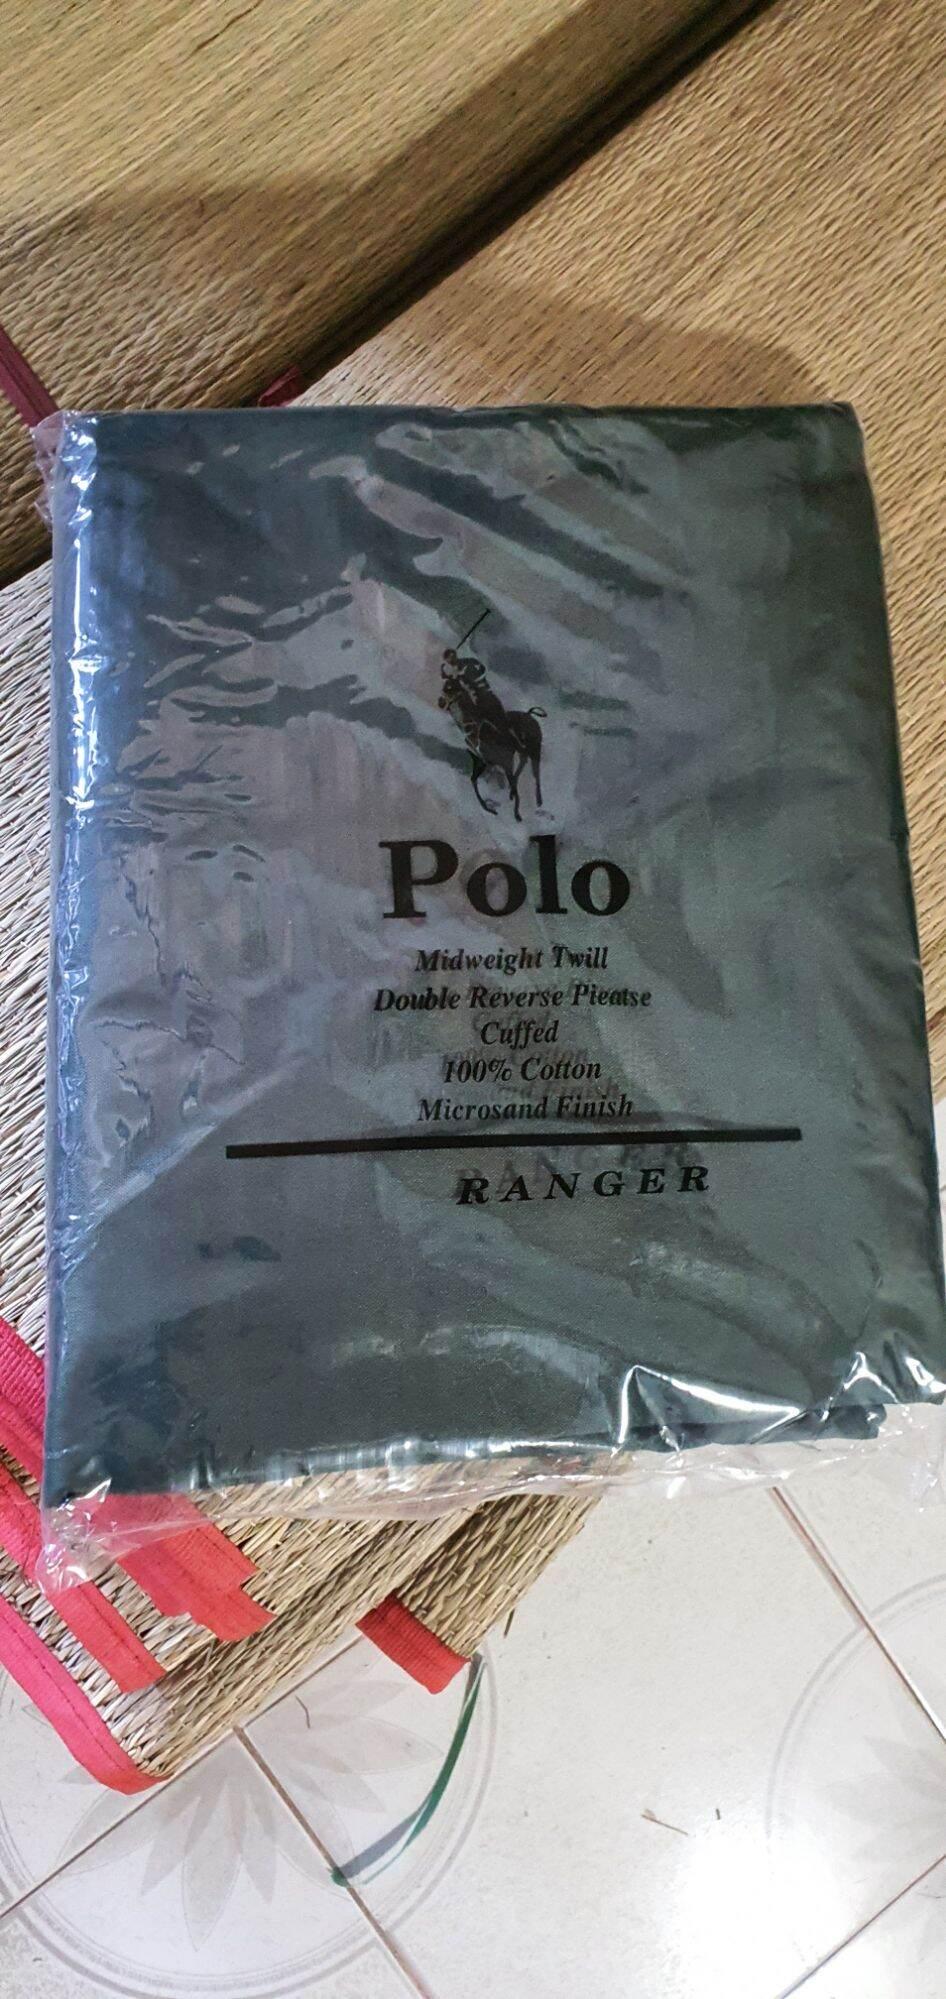 Polo
Midweight Twill
Double Reverse Pieatse
Cuffed
100% Cotton
Microsand Finish
RANGER